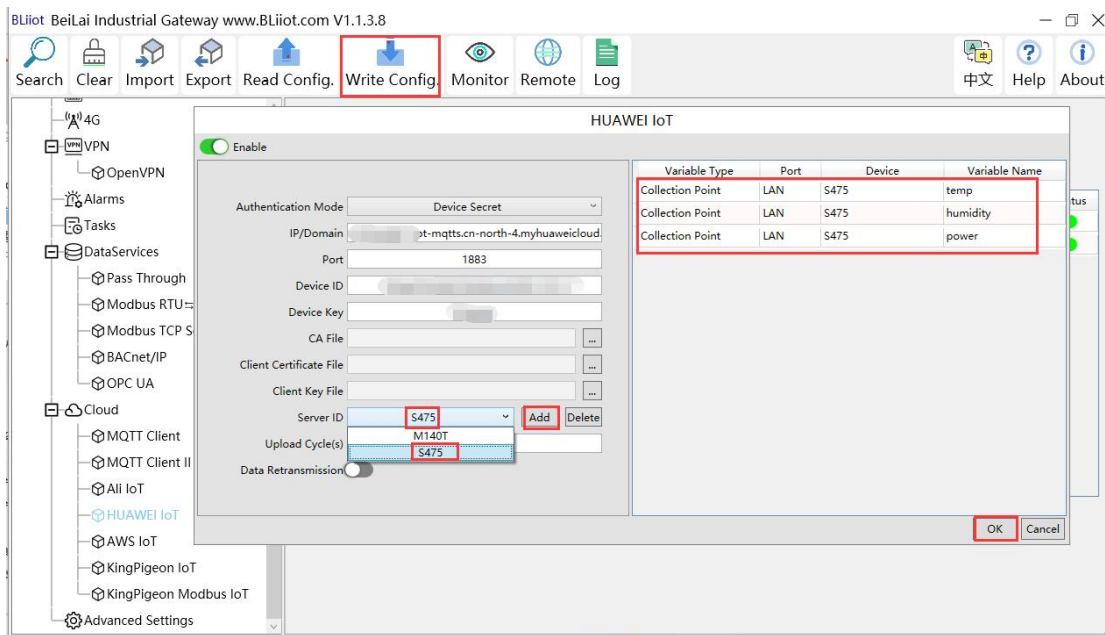 BLiiot BeiLai Industrial Gateway www.BLiiot.com V1.1.3.8
Search Clear Import Export Read Config. Write Config. Monitor Remote Log 中文 Help About
4G
VPN
OpenVPN
Alarms
Tasks
DataServices
Pass Through
Modbus RTU
Modbus TCP S
BACnet/IP
OPC UA
Cloud
MQTT Client
MQTT Client II
Ali IoT
HUAWEI IoT
AWS IoT
KingPigeon IoT
KingPigeon Modbus IoT
Advanced Settings
HUAWEI IoT
Enable
Authentication Mode Device Secret
IP/Domain ot-mqtts.cn-north-4.myhuaweicloud.
Port 1883
Device ID
Device Key
CA File ...
Client Certificate File ...
Client Key File ...
Server ID S475 Add Delete
M140T
S475
Upload Cycle(s)
Data Retransmission
Variable Type Port Device Variable Name
Collection Point LAN S475 temp
Collection Point LAN S475 humidity
Collection Point LAN S475 power
tus
OK Cancel